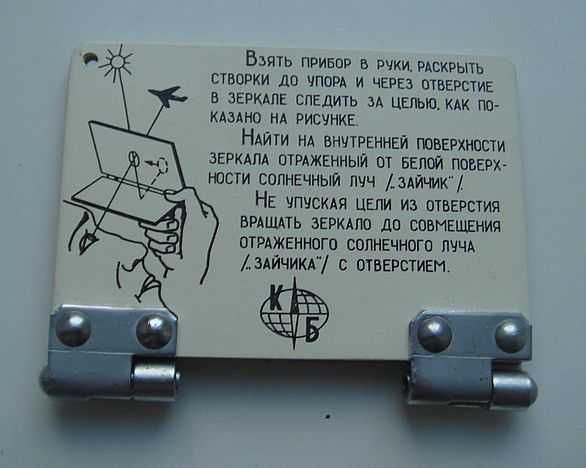 Взять прибор в руки, раскрыть
створки до упора и через отверстие
в зеркале следить за целью, как по-
казано на рисунке.
Найти на внутренней поверхности
зеркала отраженный от белой поверх-
ности солнечный луч /„зайчик"/.
Не упуская цели из отверстия
вращать зеркало до совмещения
отраженного солнечного луча
/„зайчика"/ с отверстием.
К
Б